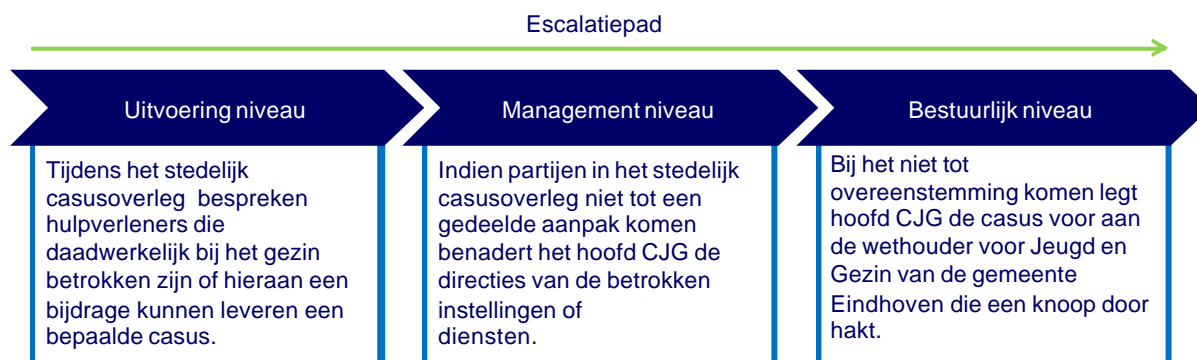 Escalatiepad
Uitvoering niveau
Tijdens het stedelijk
casusoverleg bespreken
hulpverleners die
daadwerkelijk bij het gezin
betrokken zijn of hieraan een
bijdrage kunnen leveren een
bepaalde casus.
Management niveau
Indien partijen in het stedelijk
casusoverleg niet tot een
gedeelde aanpak komen
benadert het hoofd CJG de
directies van de betrokken
instellingen of
diensten.
Bestuurlijk niveau
Bij het niet tot
overeenstemming komen legt
hoofd CJG de casus voor aan
de wethouder voor Jeugd en
Gezin van de gemeente
Eindhoven die een knoop door
hakt.